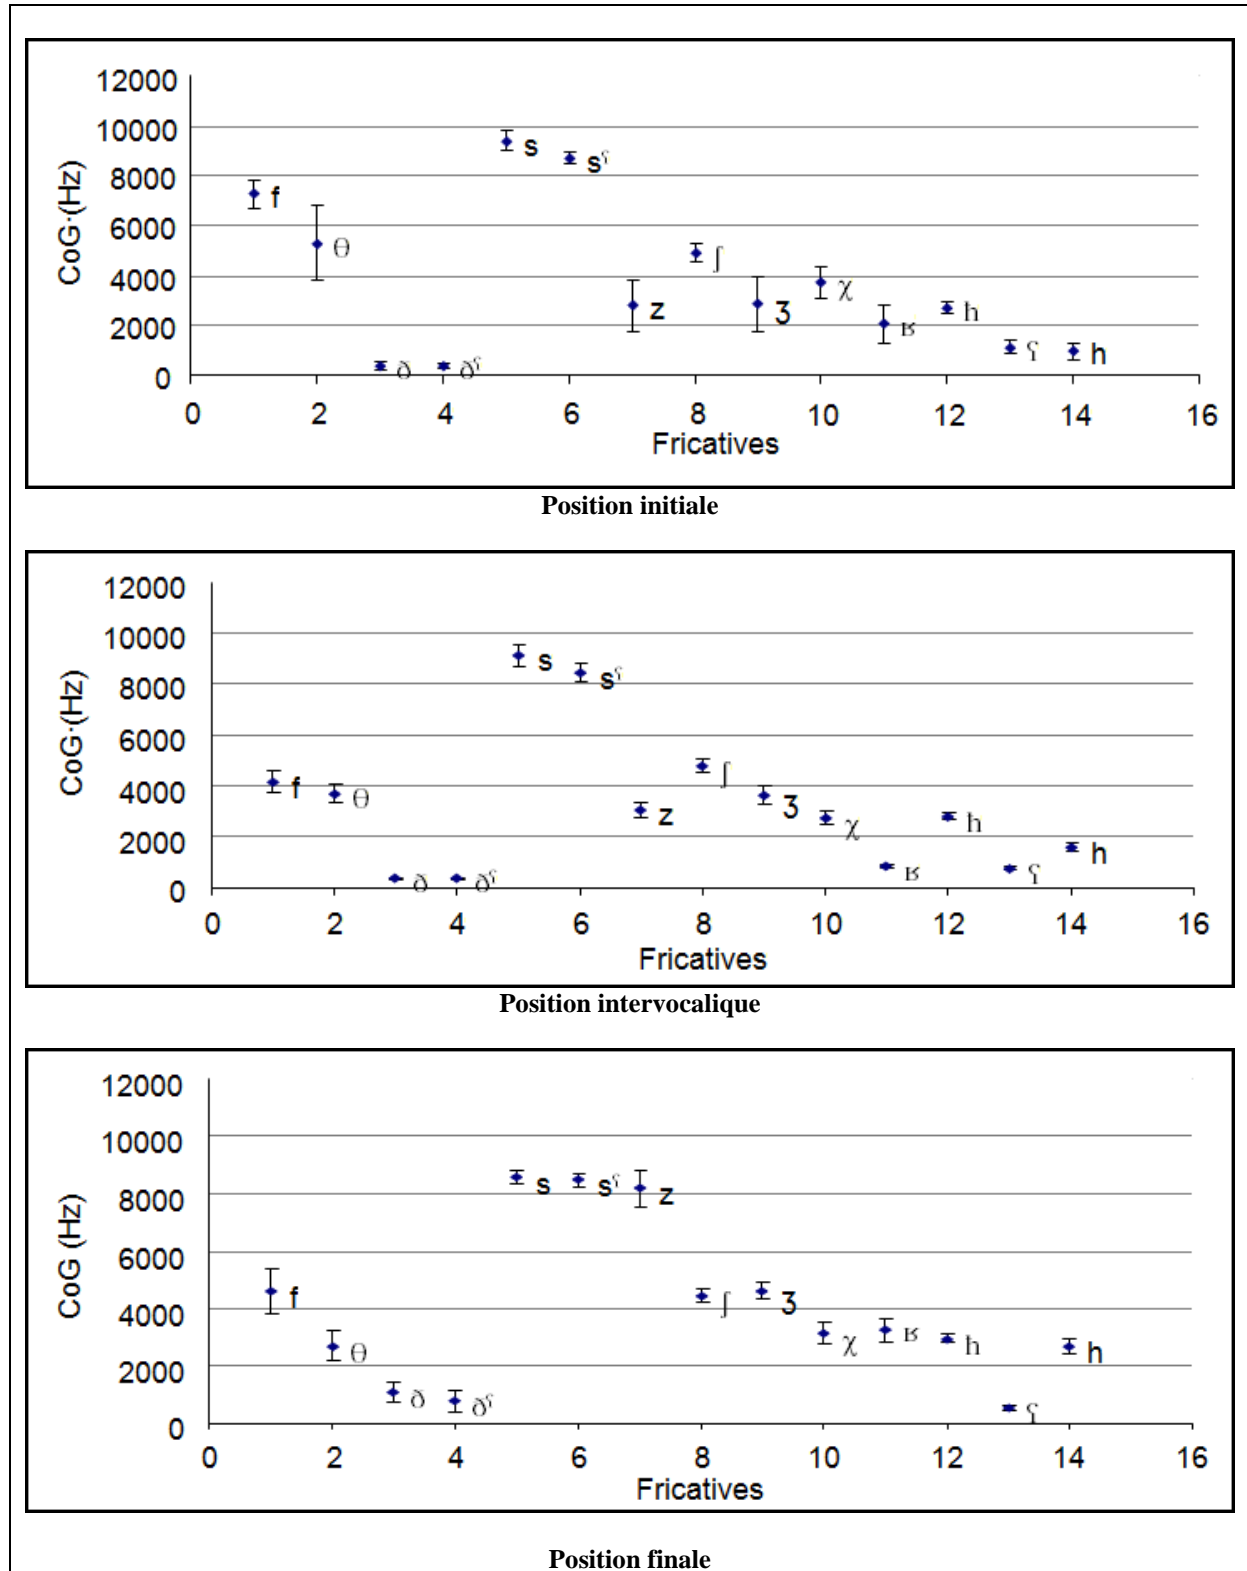 12000
10000
8000
6000
4000
2000
0
CoG·(Hz)
f
θ
ð
ðˤ
s
sˤ
z
ʃ
ʒ
χ
ʁ
ħ
ʕ
h
0 2 4 6 8 10 12 14 16
Fricatives
Position initiale
12000
10000
8000
6000
4000
2000
0
CoG·(Hz)
f
θ
ð
ðˤ
s
sˤ
z
ʃ
ʒ
χ
ʁ
ħ
ʕ
h
0 2 4 6 8 10 12 14 16
Fricatives
Position intervocalique
12000
10000
8000
6000
4000
2000
0
CoG (Hz)
f
θ
ð
ðˤ
s
sˤ
z
ʃ
ʒ
χ
ʁ
ħ
ʕ
h
0 2 4 6 8 10 12 14 16
Fricatives
Position finale